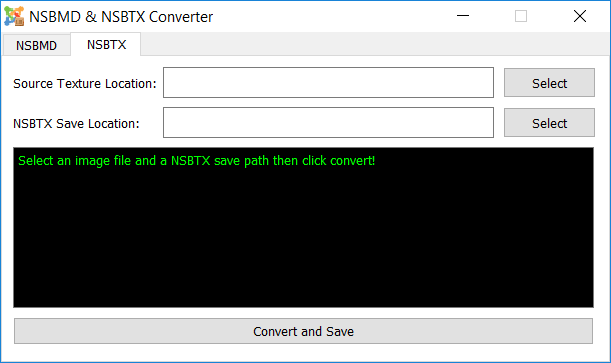 NSBMD & NSBTX Converter
NSBMD NSBTX
Source Texture Location: Select
NSBTX Save Location: Select
Select an image file and a NSBTX save path then click convert!
Convert and Save